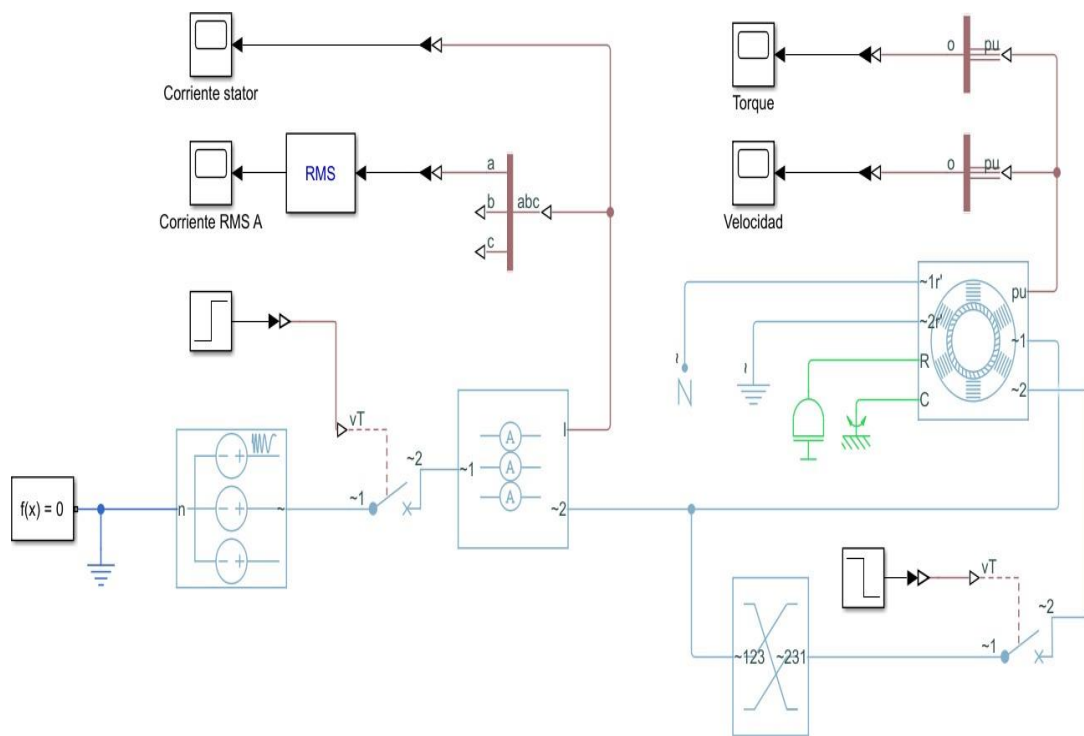 Corriente stator
Corriente RMS A
RMS
a
b
c
abc
Torque
Velocidad
o
pu
o
pu
~1r'
~2r'
R
C
pu
~1
~2
~
N
~
vT
~1
~2
f(x) = 0
n
~
~1
A
A
A
I
~2
~123
~231
vT
~1
~2